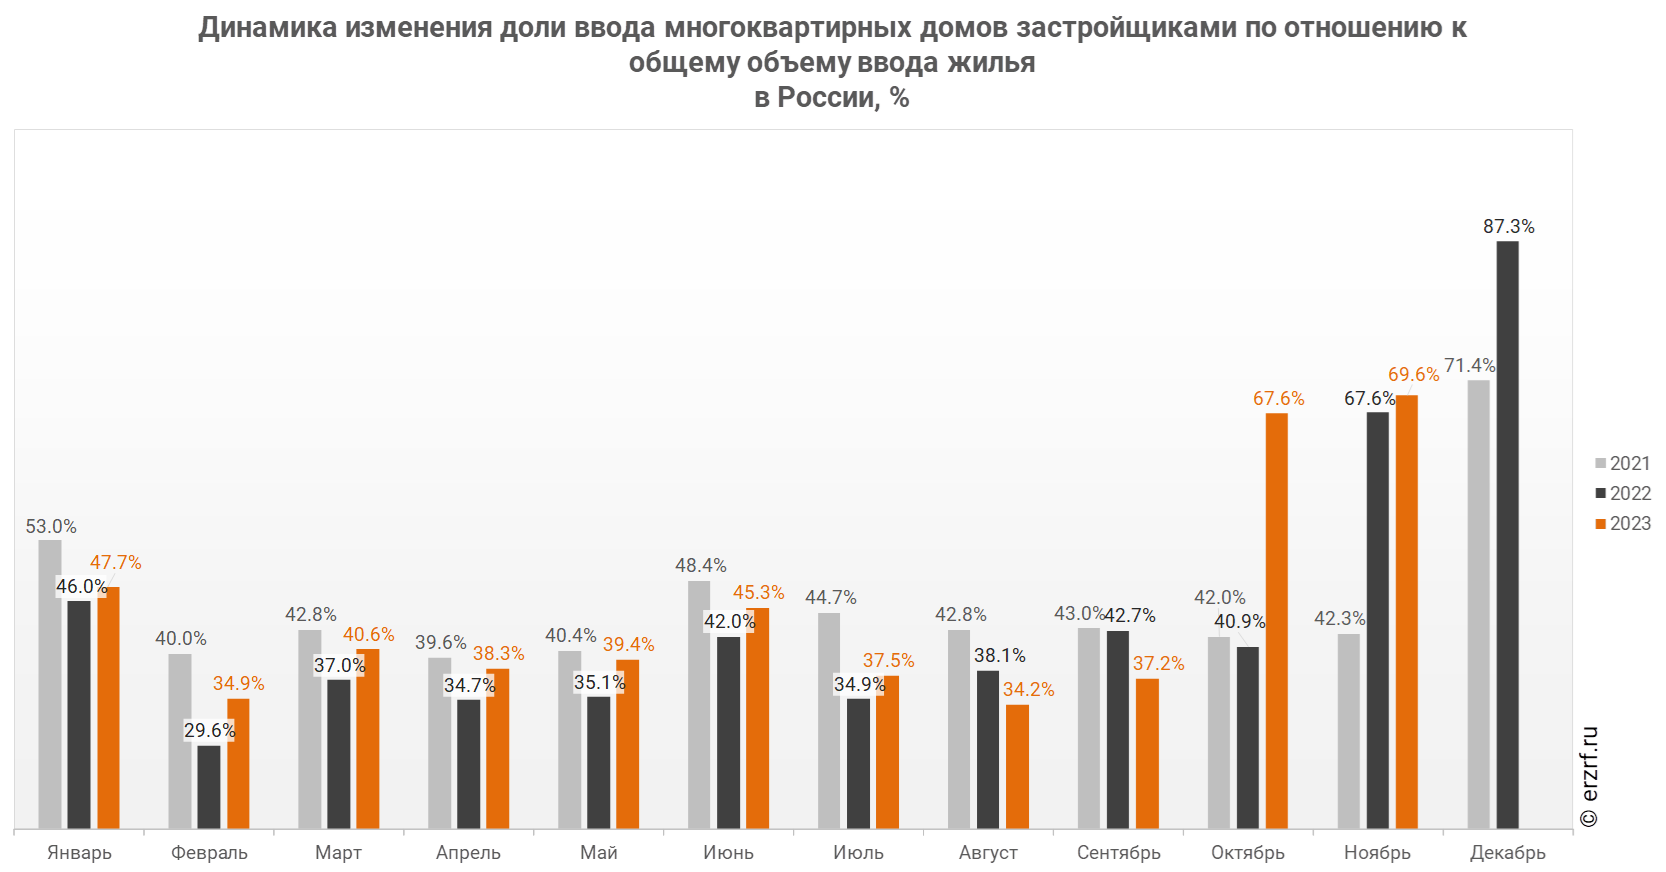 Динамика изменения доли ввода многоквартирных домов застройщиками по отношению к
общему объему ввода жилья
в России, %
53.0%
46.0%
47.7%
40.0%
29.6%
34.9%
42.8%
37.0%
40.6%
39.6%
34.7%
38.3%
40.4%
35.1%
39.4%
48.4%
42.0%
45.3%
44.7%
34.9%
37.5%
42.8%
38.1%
34.2%
43.0%
42.7%
37.2%
42.0%
40.9%
67.6%
42.3%
67.6%
69.6%
71.4%
87.3%
2021
2022
2023
Январь
Февраль
Март
Апрель
Май
Июнь
Июль
Август
Сентябрь
Октябрь
Ноябрь
Декабрь
© erzrf.ru